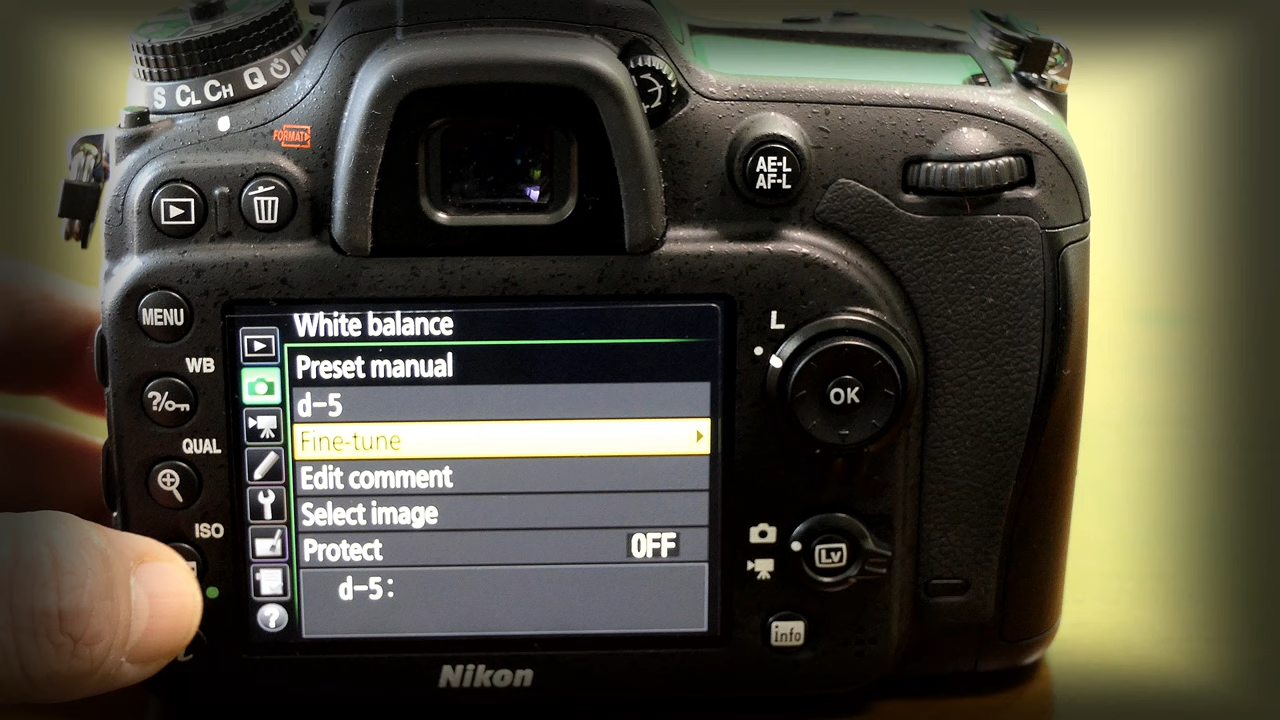 S CL CH Q M
FORMAT
AE-L
AF-L
MENU
WB
?
QUAL
ISO
White balance
Preset manual
d-5
Fine-tune
Edit comment
Select image
Protect OFF
d-5:
?
L
OK
Lv
info
Nikon